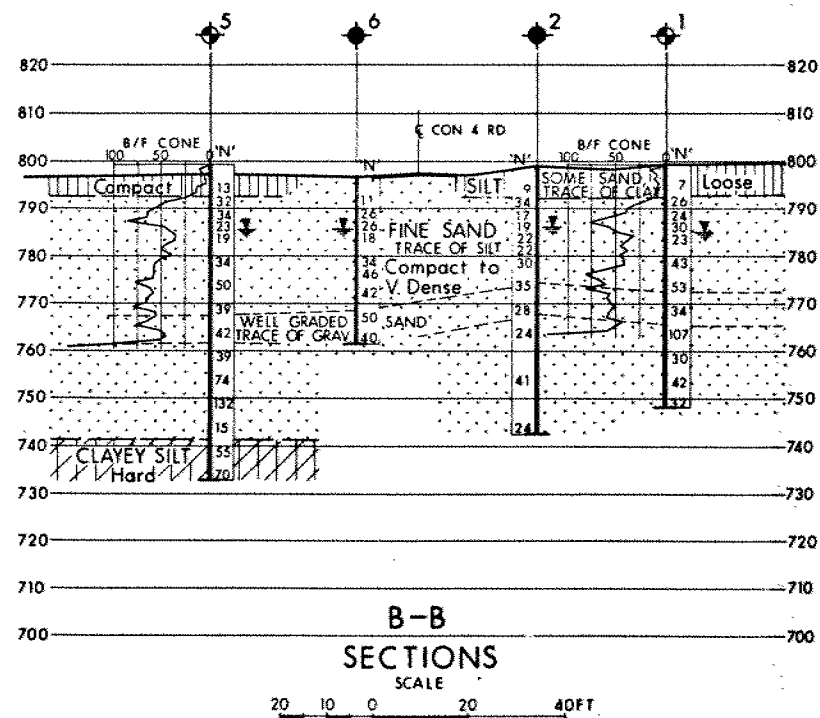 5 6 2 1
820 820
810 810
℄ CON 4 RD
B/F CONE 'N' B/F CONE 'N'
800 100 50 0 'N' 'N' 100 50 0 800
Compact 13 SILT 9 SOME SAND 7 Loose
TRACE OF CLAY
32 11 34 26
790 790
34 26 17 24
23 26 FINE SAND 19 30
19 18 TRACE OF SILT 22 23
780 22 780
34 34 Compact to 30 43
46
50 42 V. Dense 35 53
770 770
39 50 28 34
WELL GRADED SAND
42 40 TRACE OF GRAV. 24 107
760 760
39 30
74 41 42
750 750
132 32
15 24
740 740
CLAYEY SILT 53
Hard 70
730 730
720 720
710 710
B-B
700 700
SECTIONS
SCALE
20 10 0 20 40FT